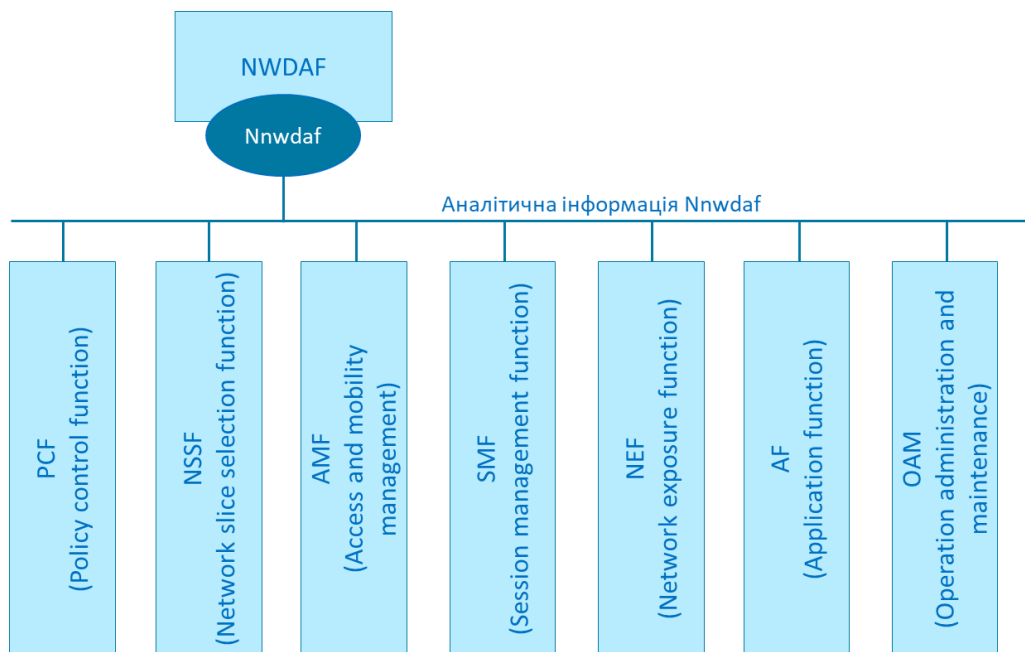 NWDAF
Nnwdaf
Аналітична інформація Nnwdaf
PCF
(Policy control function)
NSSF
(Network slice selection function)
AMF
(Access and mobility
management)
SMF
(Session management function)
NEF
(Network exposure function)
AF
(Application function)
OAM
(Operation administration and
maintenance)